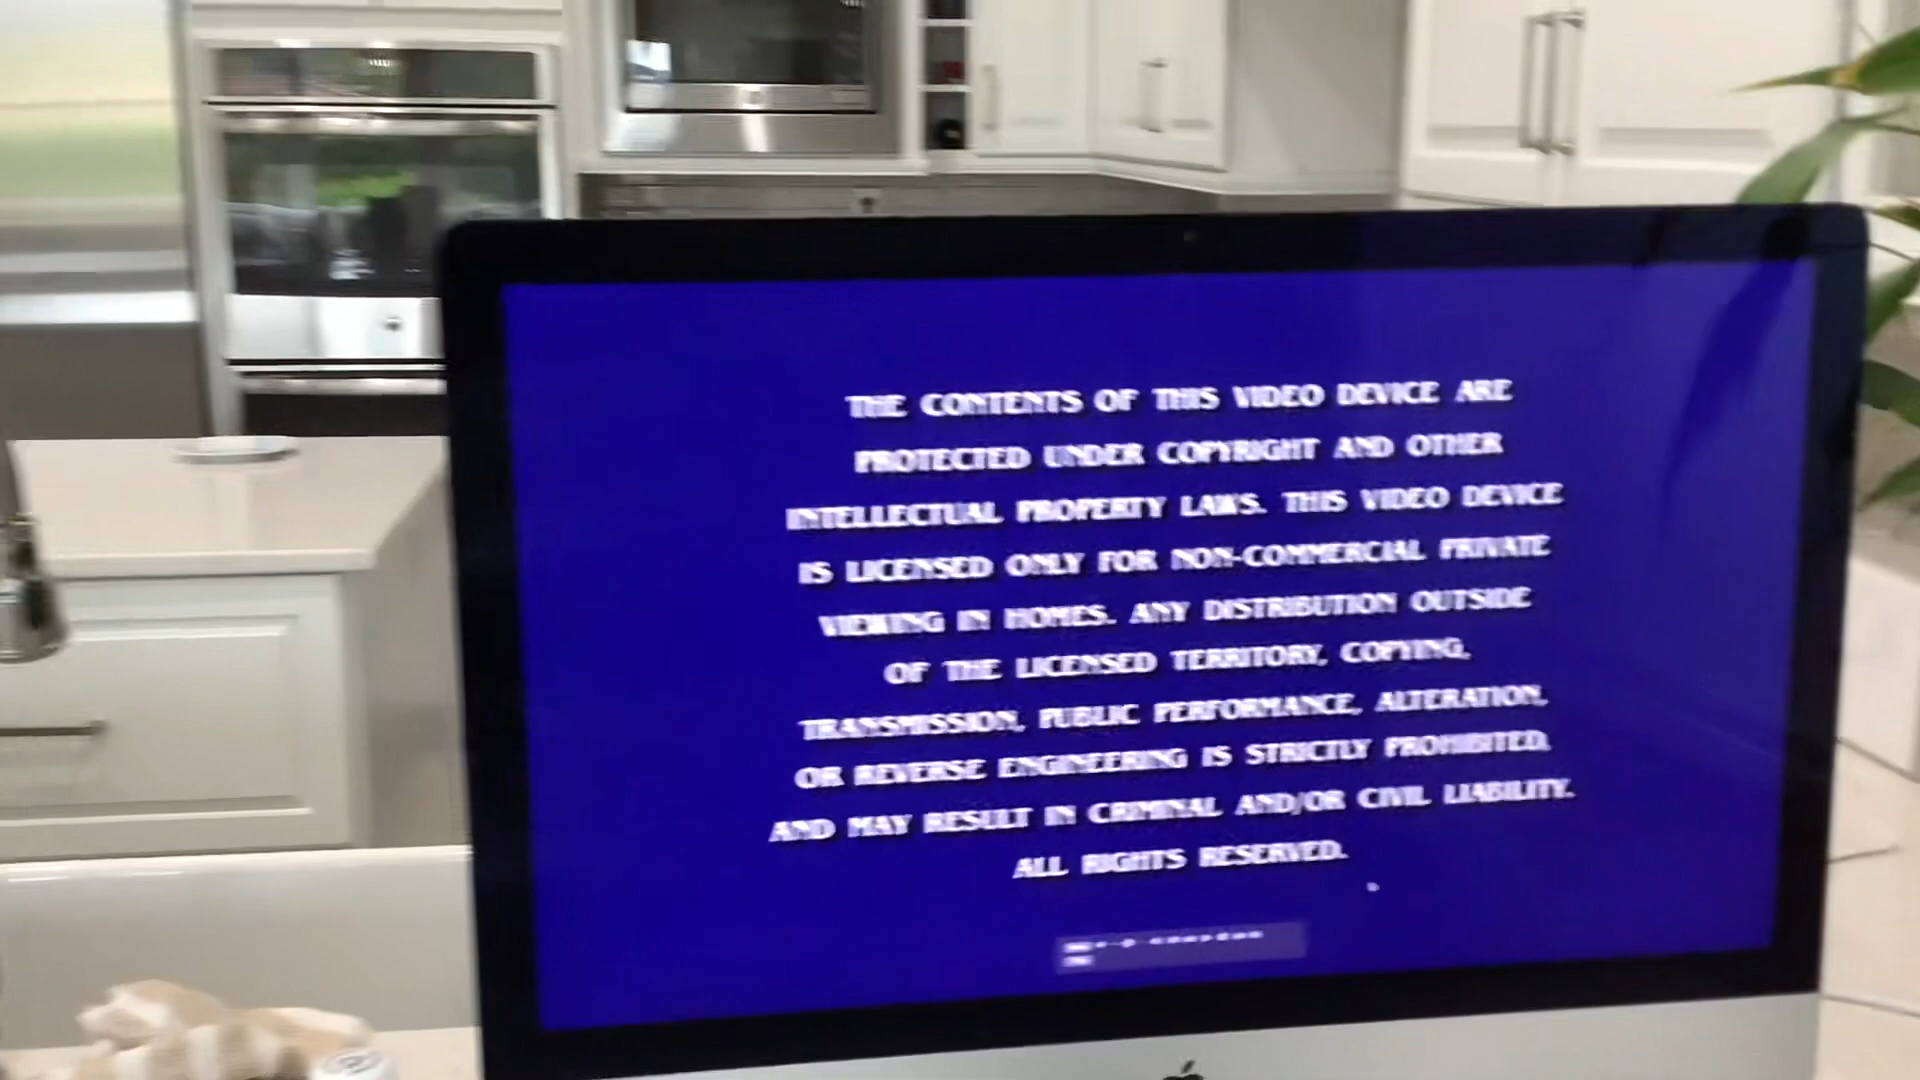 THE CONTENTS OF THIS VIDEO DEVICE ARE
PROTECTED UNDER COPYRIGHT AND OTHER
INTELLECTUAL PROPERTY LAWS. THIS VIDEO DEVICE
IS LICENSED ONLY FOR NON-COMMERCIAL PRIVATE
VIEWING IN HOMES. ANY DISTRIBUTION OUTSIDE
OF THE LICENSED TERRITORY, COPYING,
TRANSMISSION, PUBLIC PERFORMANCE, ALTERATION,
OR REVERSE ENGINEERING IS STRICTLY PROHIBITED,
AND MAY RESULT IN CRIMINAL AND/OR CIVIL LIABILITY.
ALL RIGHTS RESERVED.